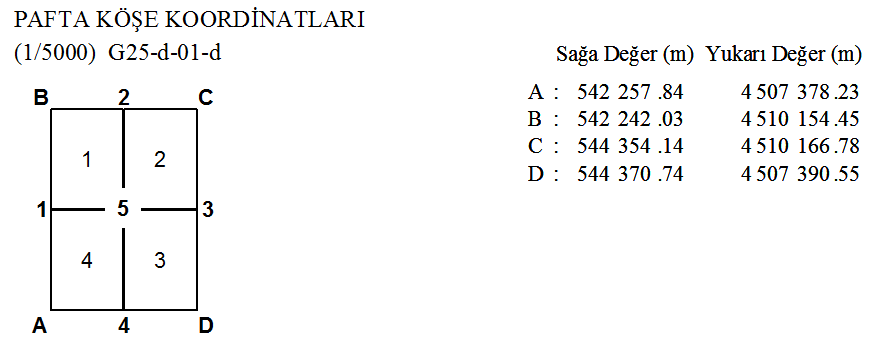 PAFTA KÖŞE KOORDİNATLARI
(1/5000) G25-d-01-d
Sağa Değer (m) Yukarı Değer (m)
A : 542 257 .84 4 507 378.23
B : 542 242 .03 4 510 154.45
C : 544 354 .14 4 510 166.78
D : 544 370 .74 4 507 390.55
B 2 C
1 2
1 5 3
4 3
A 4 D